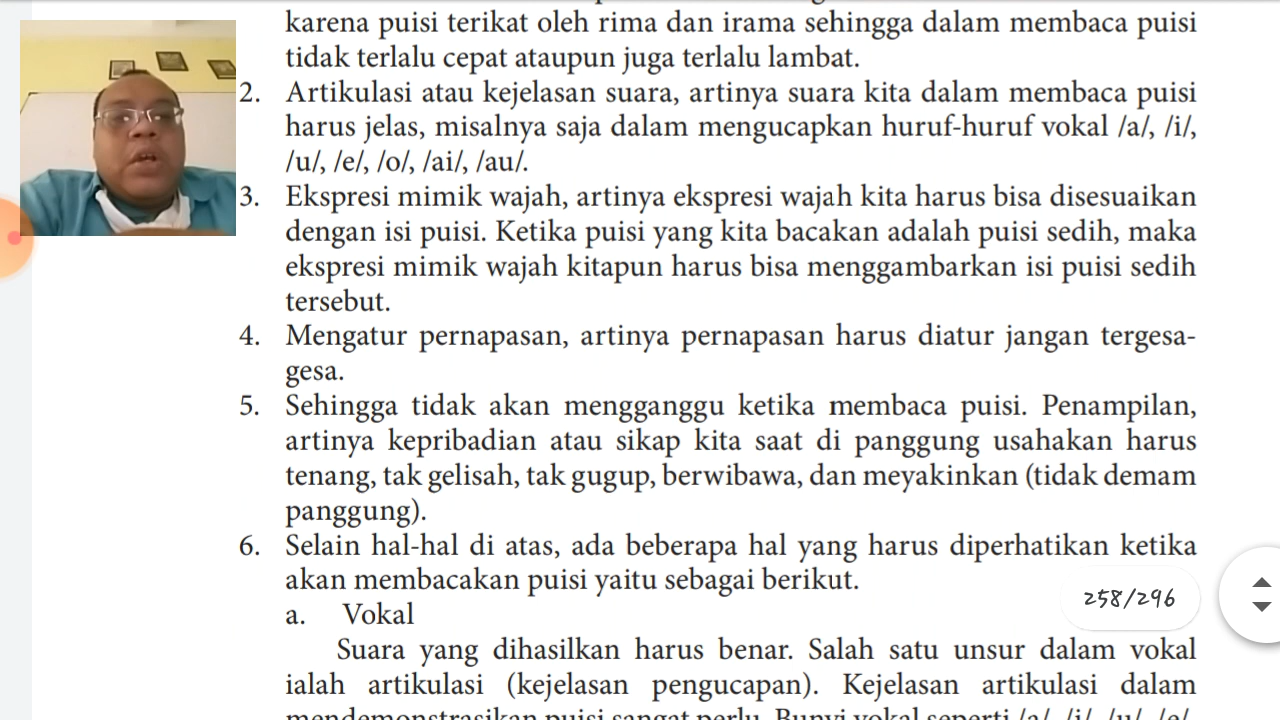 karena puisi terikat oleh rima dan irama sehingga dalam membaca puisi
tidak terlalu cepat ataupun juga terlalu lambat.
2. Artikulasi atau kejelasan suara, artinya suara kita dalam membaca puisi
harus jelas, misalnya saja dalam mengucapkan huruf-huruf vokal /a/, /i/,
/u/, /e/, /o/, /ai/, /au/.
3. Ekspresi mimik wajah, artinya ekspresi wajah kita harus bisa disesuaikan
dengan isi puisi. Ketika puisi yang kita bacakan adalah puisi sedih, maka
ekspresi mimik wajah kitapun harus bisa menggambarkan isi puisi sedih
tersebut.
4. Mengatur pernapasan, artinya pernapasan harus diatur jangan tergesa-
gesa.
5. Sehingga tidak akan mengganggu ketika membaca puisi. Penampilan,
artinya kepribadian atau sikap kita saat di panggung usahakan harus
tenang, tak gelisah, tak gugup, berwibawa, dan meyakinkan (tidak demam
panggung).
6. Selain hal-hal di atas, ada beberapa hal yang harus diperhatikan ketika
akan membacakan puisi yaitu sebagai berikut.
258/296
a. Vokal
Suara yang dihasilkan harus benar. Salah satu unsur dalam vokal
ialah artikulasi (kejelasan pengucapan). Kejelasan artikulasi dalam
mendemonstrasikan puisi sangat perlu. Bunyi vokal seperti /a/, /i/, /u/, /e/,